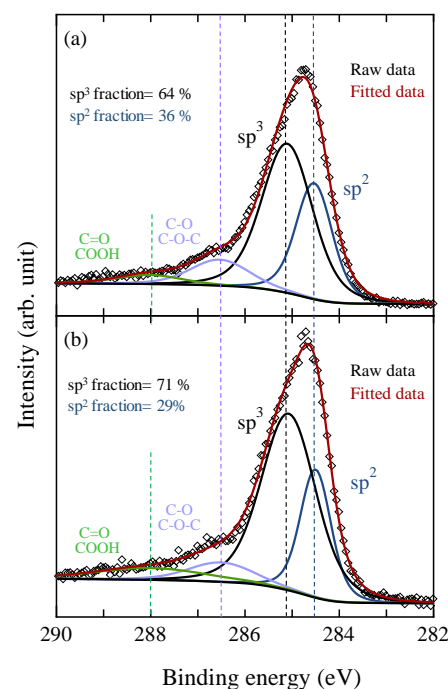 (a)
Raw data
Fitted data
sp³ fraction= 64 %
sp² fraction= 36 %
sp³
sp²
C=O
COOH
C-O
C-O-C
(b)
Raw data
Fitted data
sp³ fraction= 71 %
sp² fraction= 29%
sp³
sp²
C=O
COOH
C-O
C-O-C
Intensity (arb. unit)
290 288 286 284 282
Binding energy (eV)